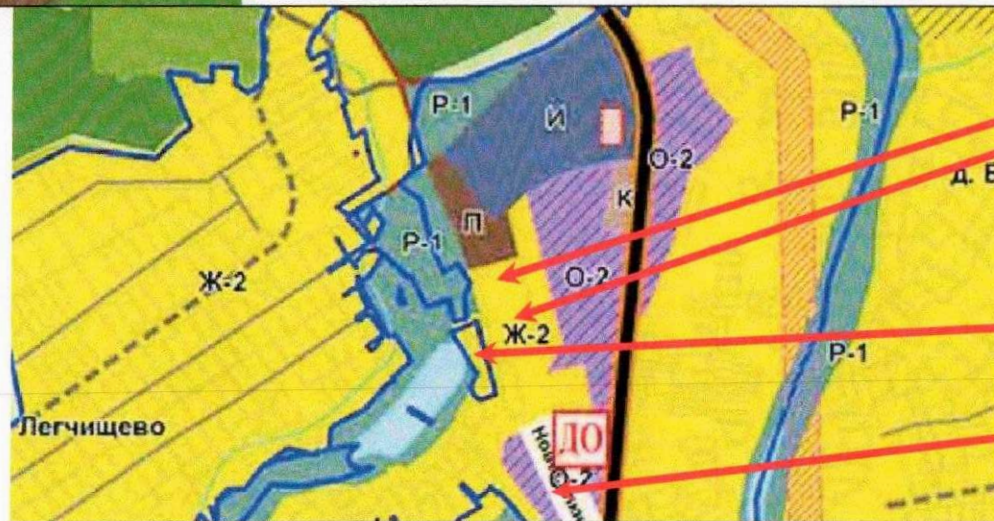 Р-1
И
О-2
Р-1
д. В
К
П
Р-1
О-2
Ж-2
Ж-2
Р-1
Легчищево
ДО
О-2